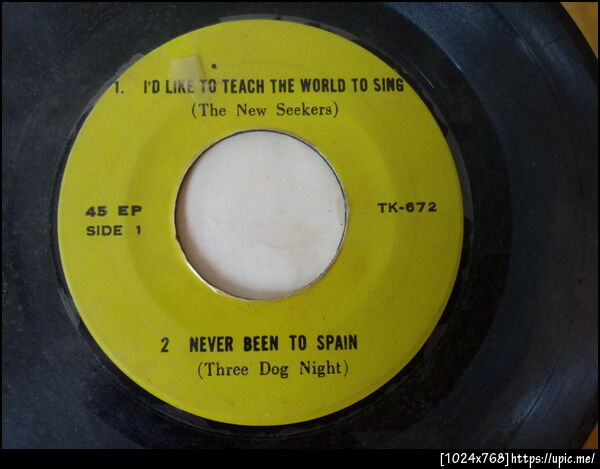 1. I'D LIKE TO TEACH THE WORLD TO SING
(The New Seekers)
45 EP
SIDE 1
TK-672
2 NEVER BEEN TO SPAIN
(Three Dog Night)
[1024x768]https://upic.me/